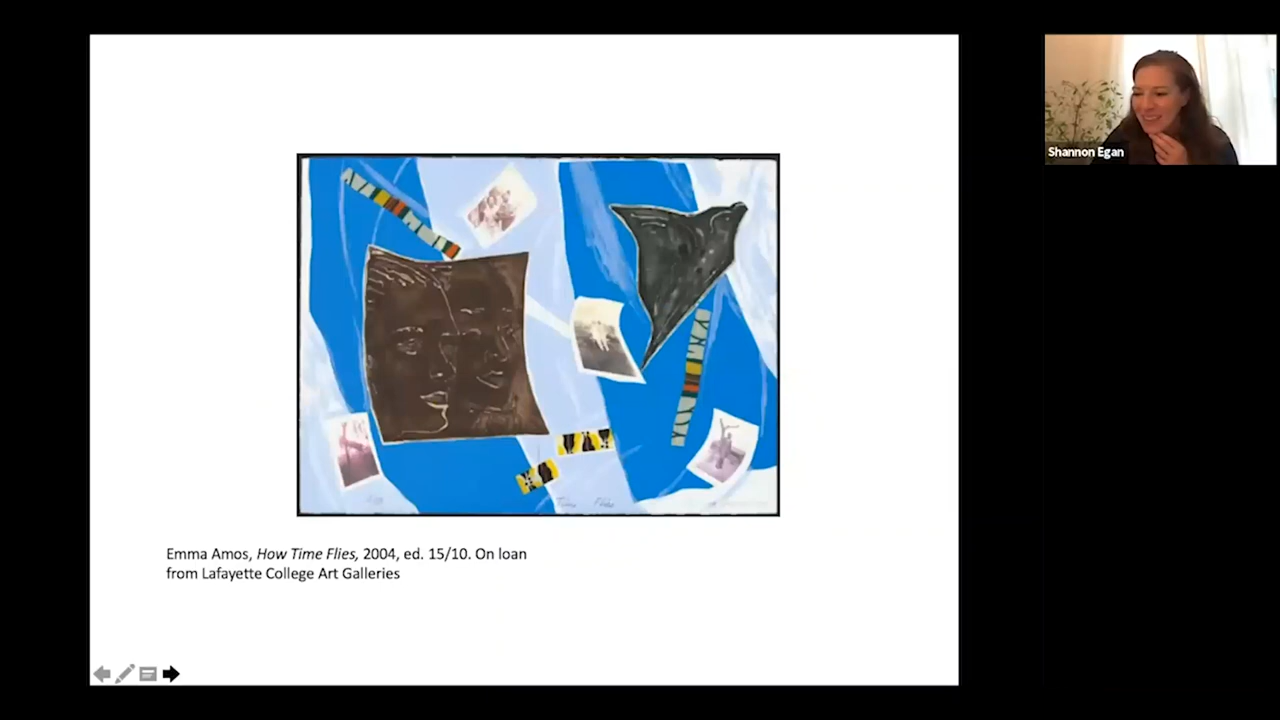 Shannon Egan
Emma Amos, How Time Flies, 2004, ed. 15/10. On loan
from Lafayette College Art Galleries